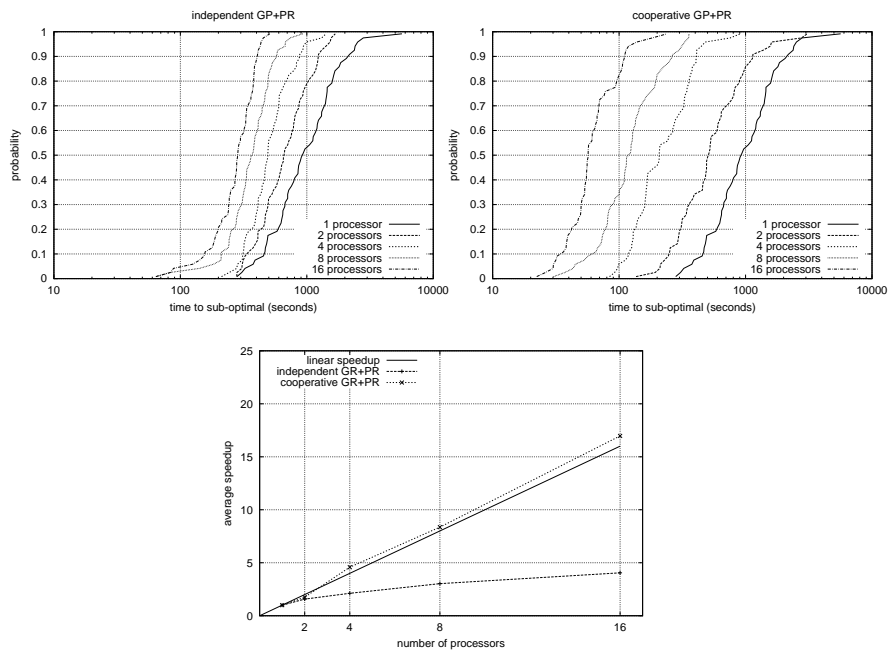 independent GP+PR
1
0.9
0.8
0.7
0.6
0.5
0.4
0.3
0.2
0.1
0
probability
1 processor
2 processors
4 processors
8 processors
16 processors
10
100
1000
10000
time to sub-optimal (seconds)
cooperative GP+PR
1
0.9
0.8
0.7
0.6
0.5
0.4
0.3
0.2
0.1
0
probability
1 processor
2 processors
4 processors
8 processors
16 processors
10
100
1000
10000
time to sub-optimal (seconds)
25
20
15
10
5
0
average speedup
linear speedup
independent GR+PR
cooperative GR+PR
2
4
8
16
number of processors